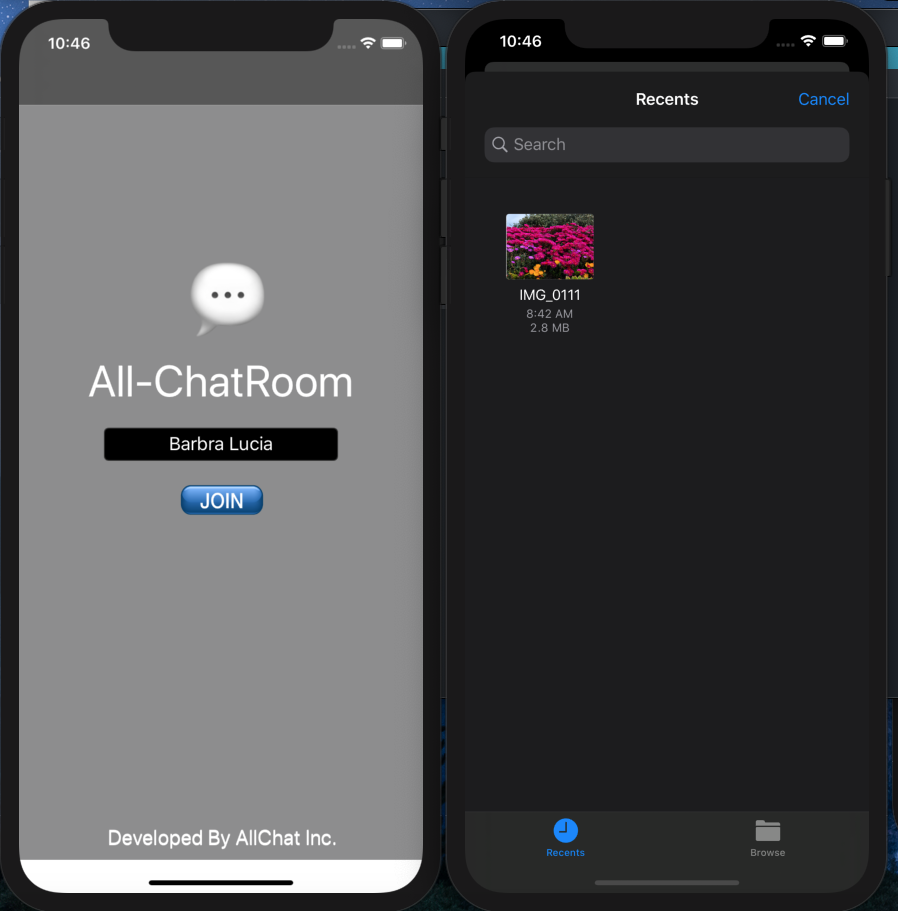 10:46
All-ChatRoom
Barbra Lucia
JOIN
Developed By AllChat Inc.
10:46
Recents
Cancel
Search
IMG_0111
8:42 AM
2.8 MB
Recents
Browse